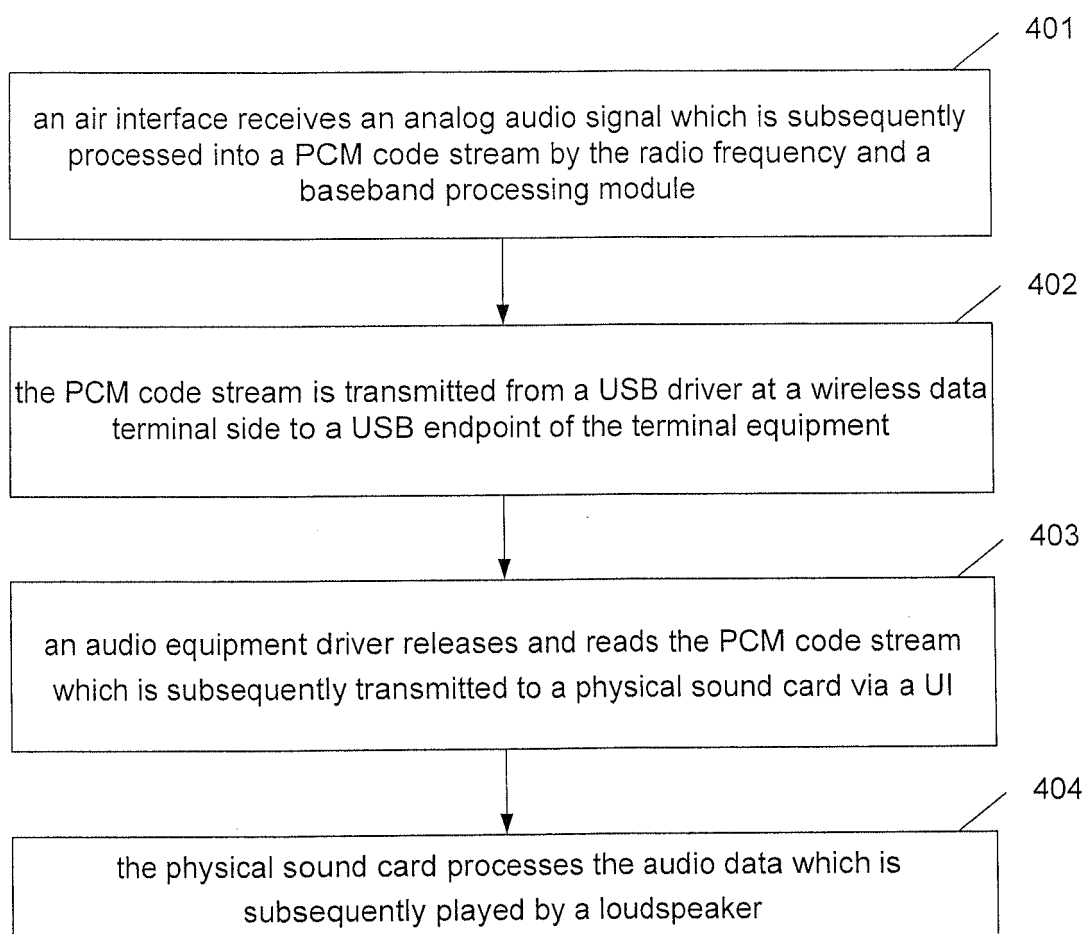 401
an air interface receives an analog audio signal which is subsequently
processed into a PCM code stream by the radio frequency and a
baseband processing module
402
the PCM code stream is transmitted from a USB driver at a wireless data
terminal side to a USB endpoint of the terminal equipment
403
an audio equipment driver releases and reads the PCM code stream
which is subsequently transmitted to a physical sound card via a UI
404
the physical sound card processes the audio data which is
subsequently played by a loudspeaker